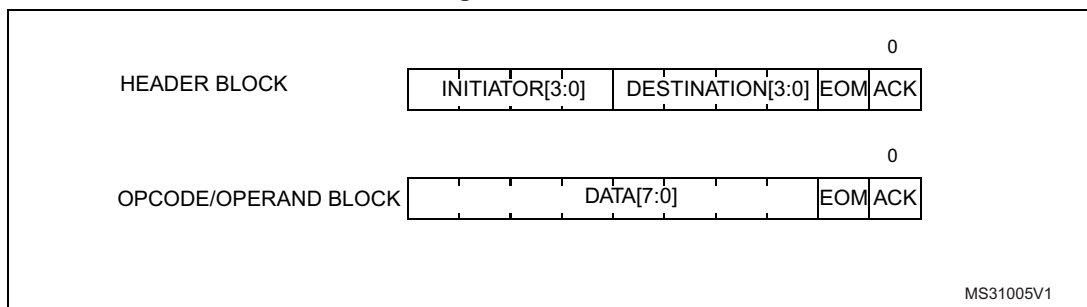 0
HEADER BLOCK INITIATOR[3:0] DESTINATION[3:0] EOM ACK
0
OPCODE/OPERAND BLOCK DATA[7:0] EOM ACK
MS31005V1